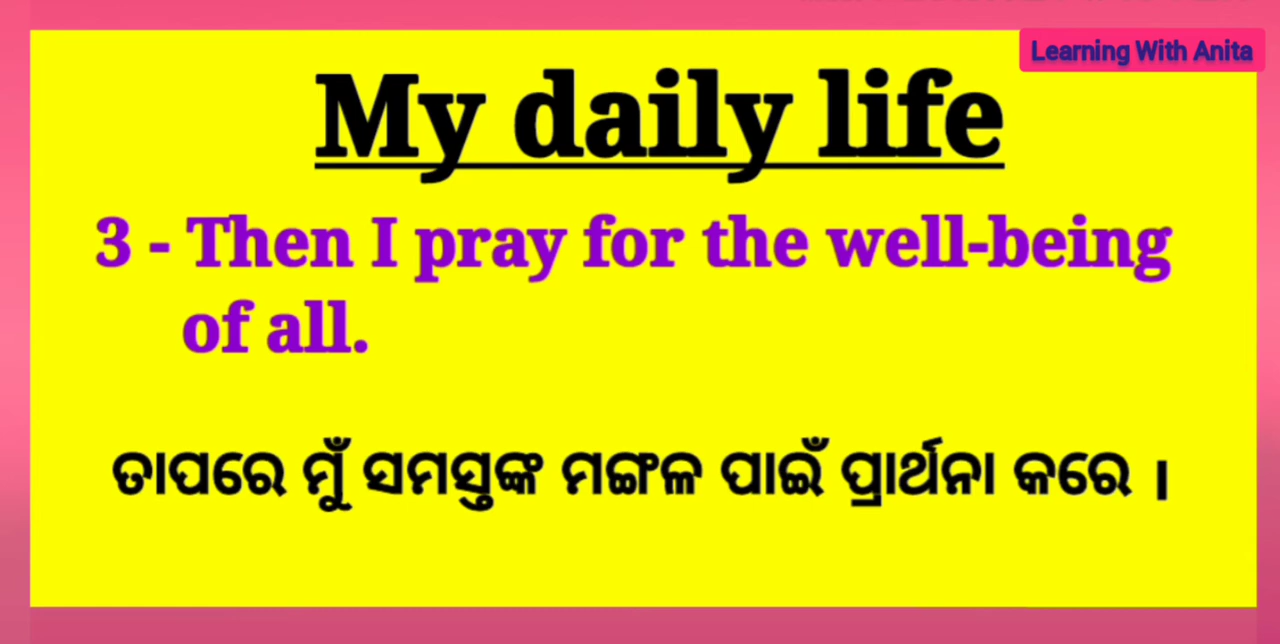 Learning With Anita
My daily life
3 - Then I pray for the well-being
of all.
ତାପରେ ମୁଁ ସମସ୍ତଙ୍କ ମଙ୍ଗଳ ପାଇଁ ପ୍ରାର୍ଥନା କରେ ।